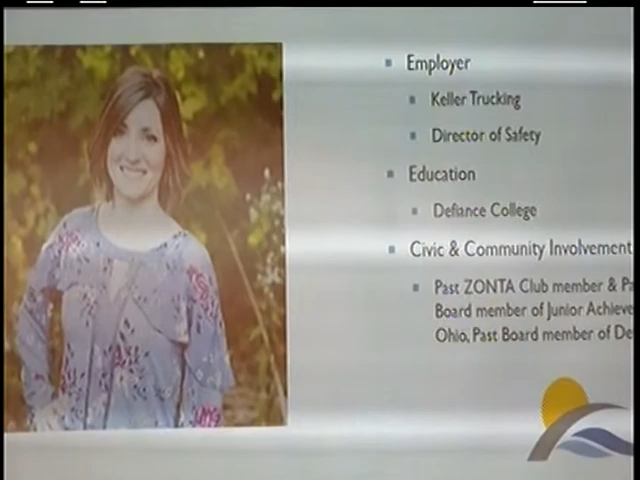 Employer
Keller Trucking
Director of Safety
Education
Defiance College
Civic & Community Involvement
Past ZONTA Club member & Pa
Board member of Junior Achieve
Ohio, Past Board member of De